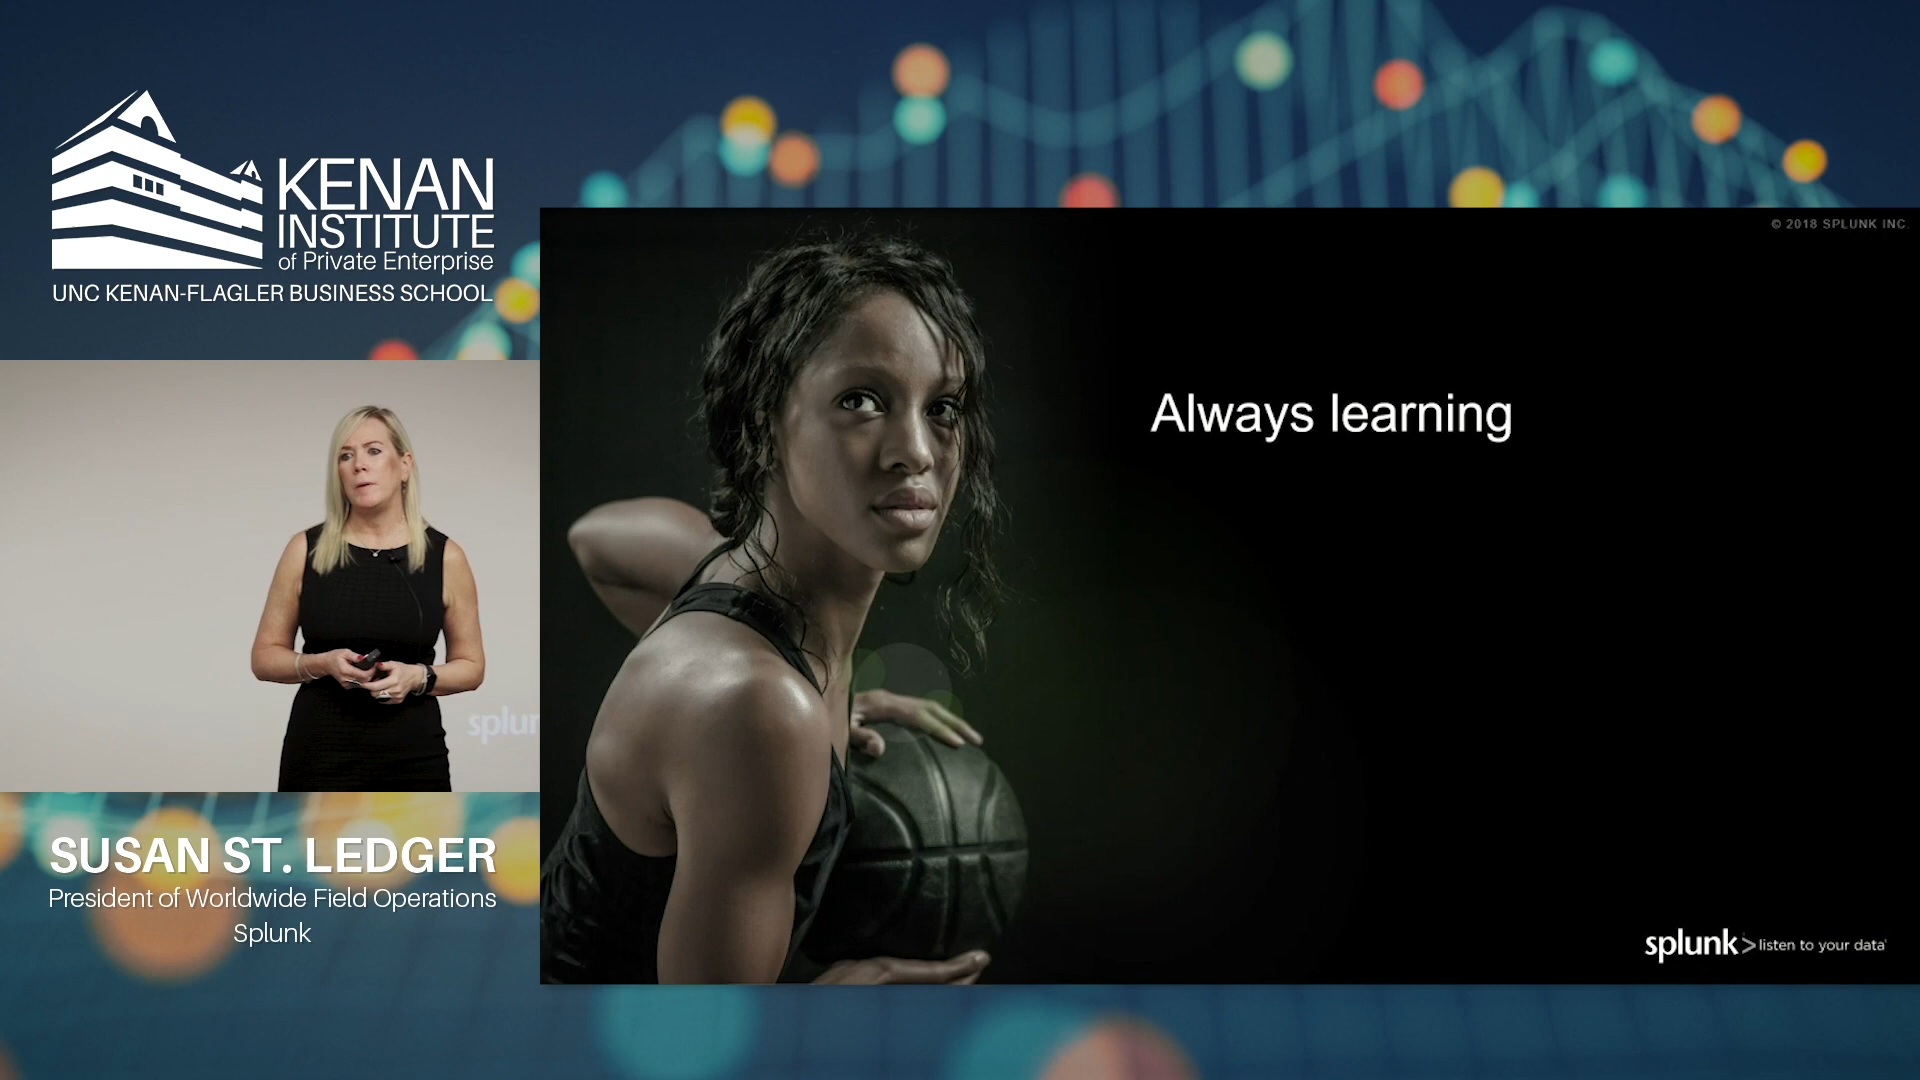 KENAN
INSTITUTE
of Private Enterprise
UNC KENAN-FLAGLER BUSINESS SCHOOL
SUSAN ST. LEDGER
President of Worldwide Field Operations
Splunk
© 2018 SPLUNK INC.
Always learning
splunk> listen to your data